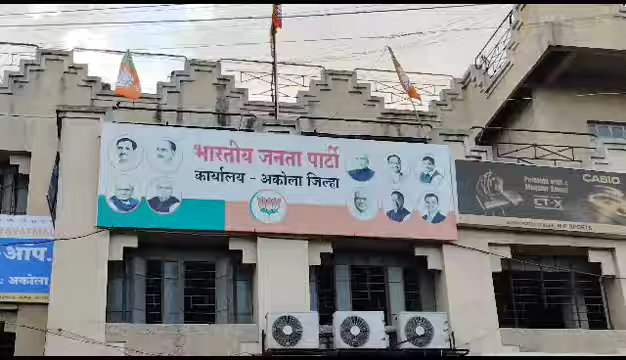 भारतीय जनता पार्टी
कार्यालय - अकोला जिल्हा
CASIO
CT-X
आप.
अकोला